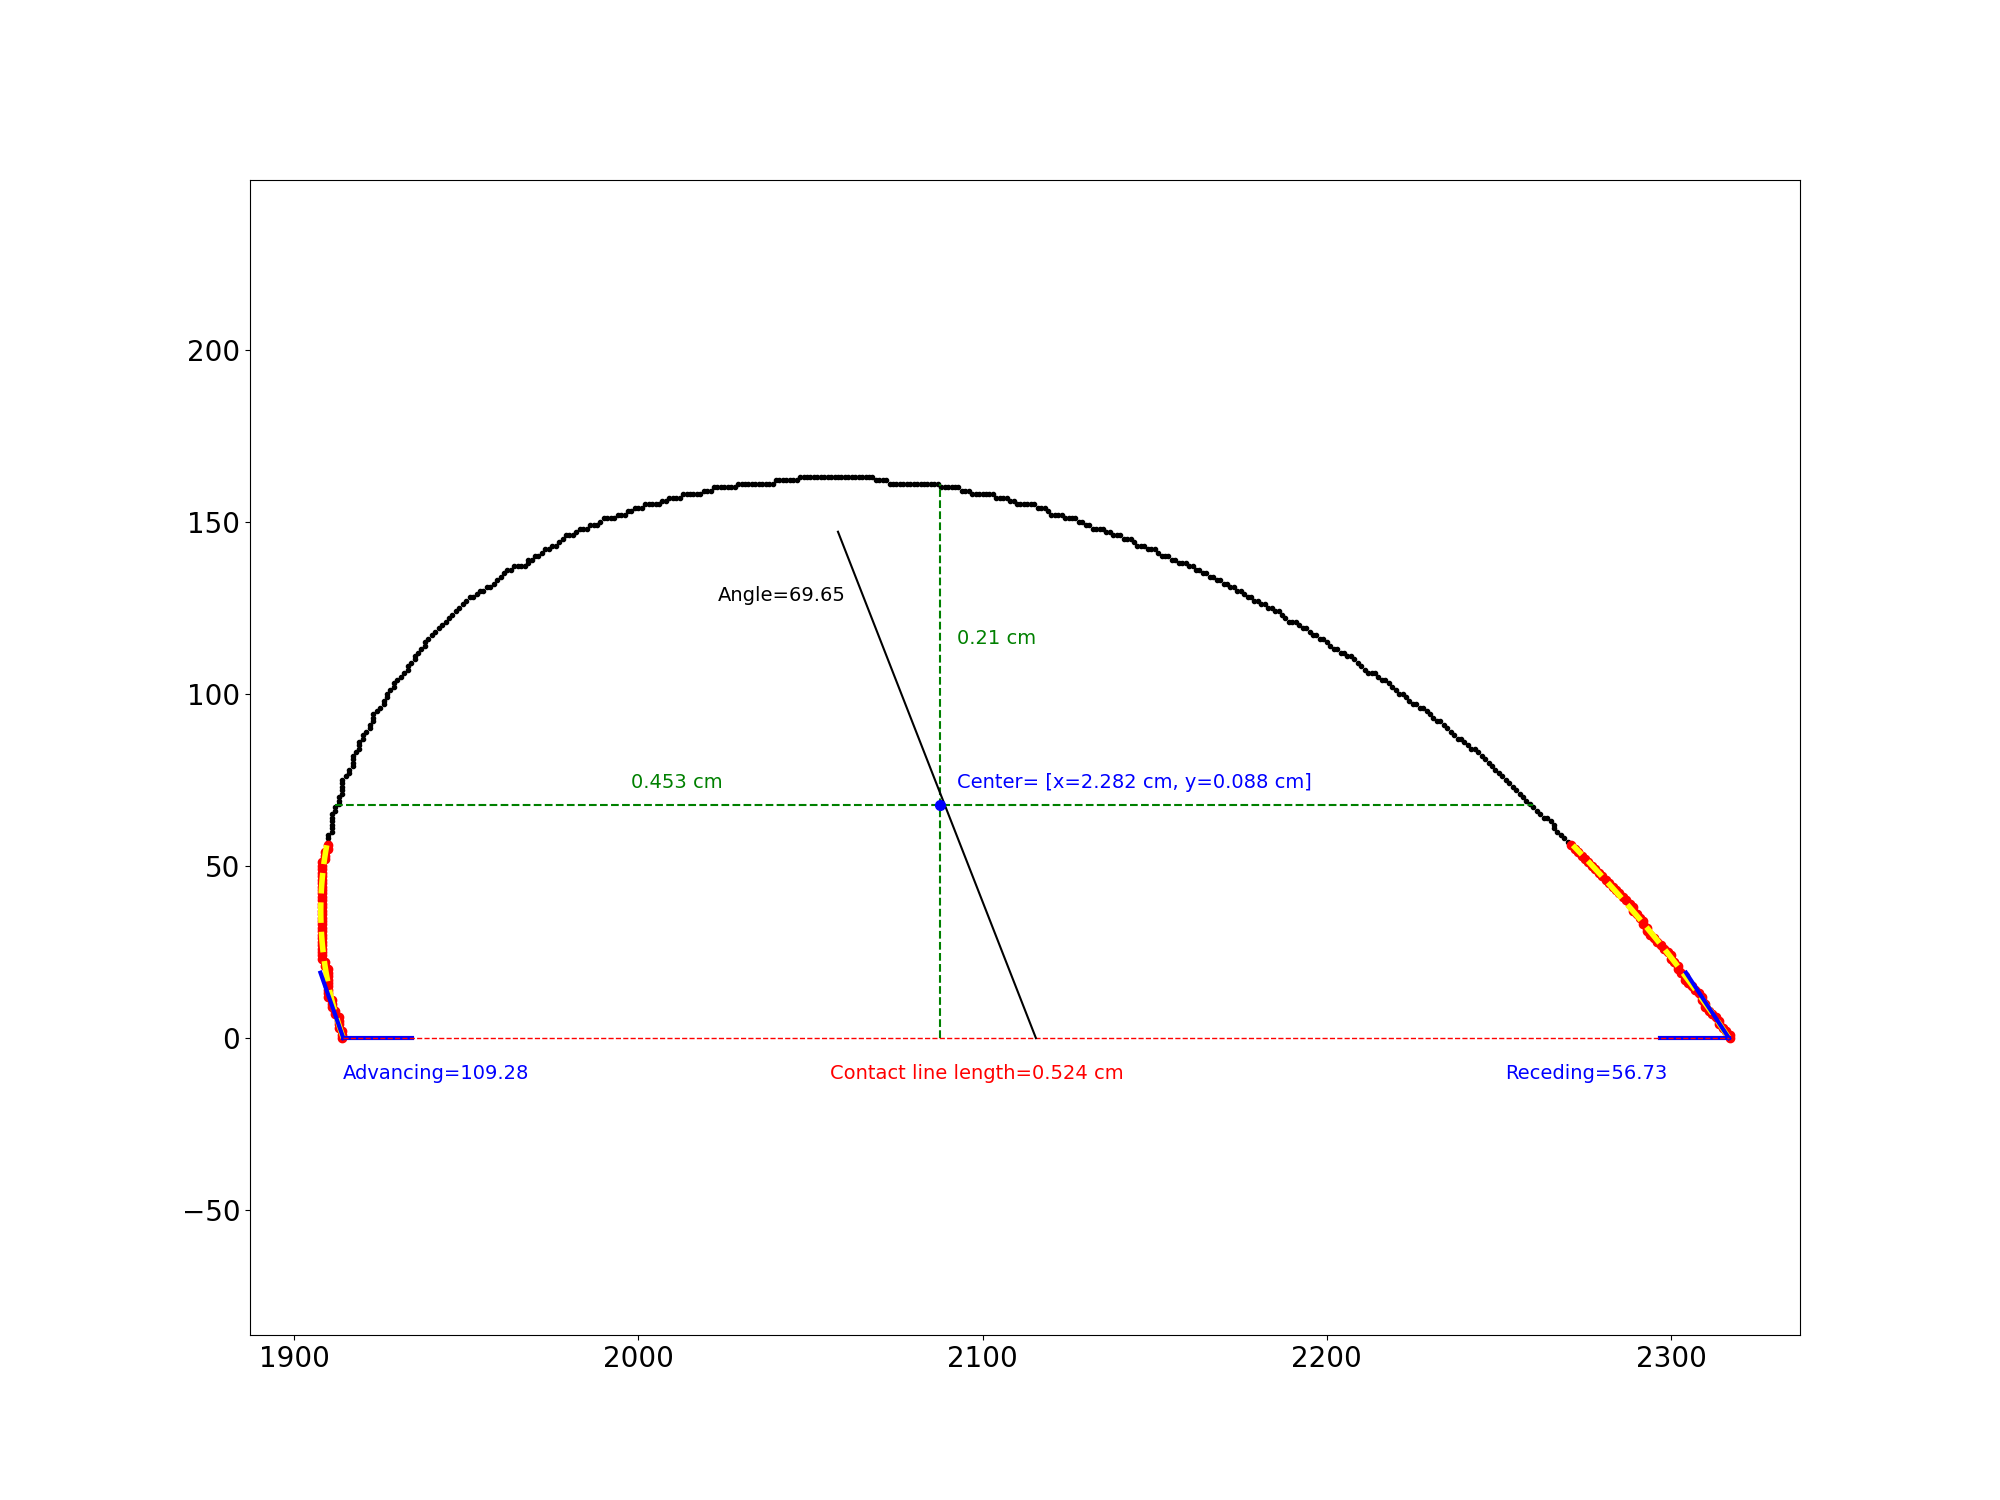 200
150
Angle=69.65
0.21 cm
100
0.453 cm
Center= [x=2.282 cm, y=0.088 cm]
50
0
Advancing=109.28
Contact line length=0.524 cm
Receding=56.73
−50
1900
2000
2100
2200
2300